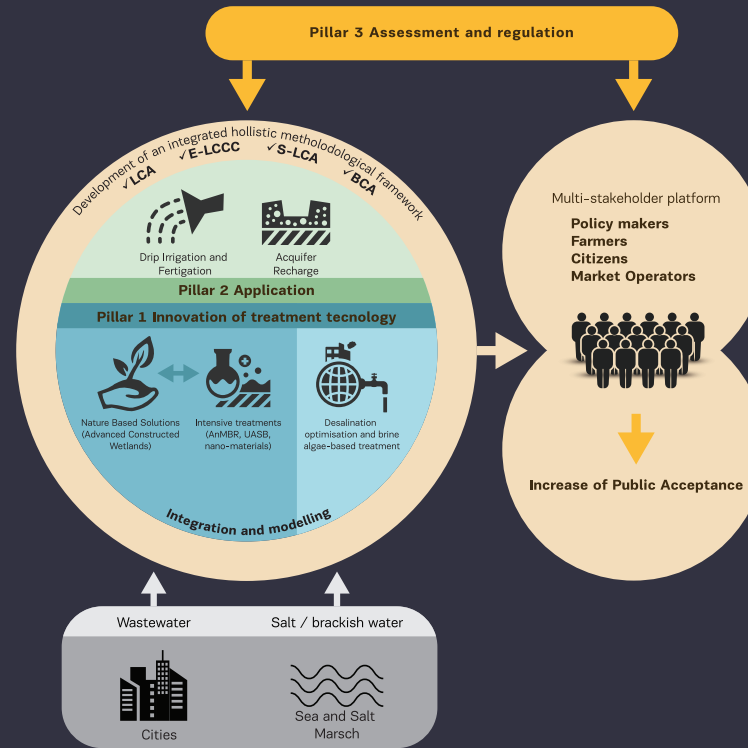 Pillar 3 Assessment and regulation
Development of an integrated hollistic metholodological framework
✓LCA
✓E-LCCC
✓S-LCA
✓BCA
Drip Irrigation and
Fertigation
Acquifer
Recharge
Pillar 2 Application
Pillar 1 Innovation of treatment tecnology
Nature Based Solutions
(Advanced Constructed
Wetlands)
Intensive treatments
(AnMBR, UASB,
nano-materials)
Desalination
optimisation and brine
algae-based treatment
Integration and modelling
Multi-stakeholder platform
Policy makers
Farmers
Citizens
Market Operators
Increase of Public Acceptance
Wastewater
Salt / brackish water
Cities
Sea and Salt
Marsch